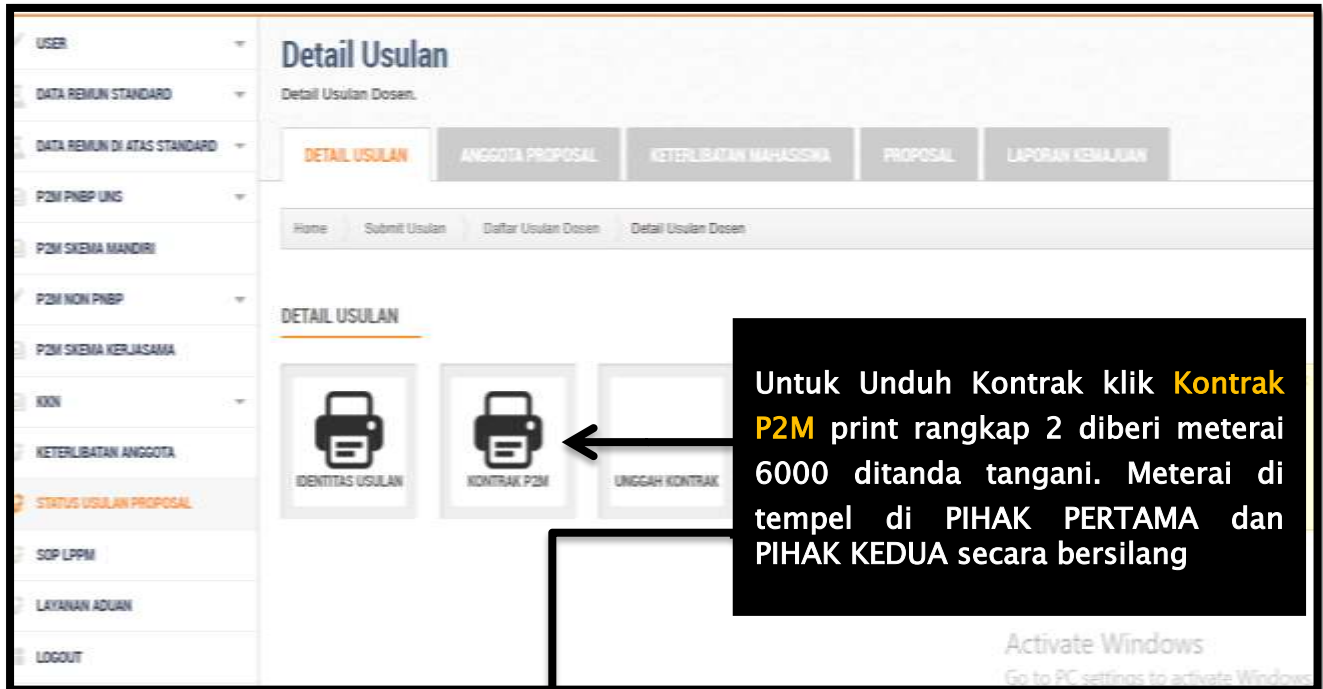 USER
DATA REMUN STANDARD
DATA REMUN DI ATAS STANDARD
P2M PNBP UNS
P2M SKEMA MANDIRI
P2M NON PNBP
P2M SKEMA KERJASAMA
KKN
KETERLIBATAN ANGGOTA
STATUS USULAN PROPOSAL
SOP LPPM
LAYANAN ADUAN
LOGOUT
Detail Usulan
Detail Usulan Dosen.
DETAIL USULAN
ANGGOTA PROPOSAL
KETERLIBATAN MAHASISWA
PROPOSAL
LAPORAN KEMAJUAN
Home Submit Usulan Daftar Usulan Dosen Detail Usulan Dosen
DETAIL USULAN
IDENTITAS USULAN
KONTRAK P2M
UNGGAH KONTRAK
Untuk Unduh Kontrak klik Kontrak
P2M print rangkap 2 diberi meterai
6000 ditanda tangani. Meterai di
tempel di PIHAK PERTAMA dan
PIHAK KEDUA secara bersilang
Activate Windows
Go to PC settings to activate Windows